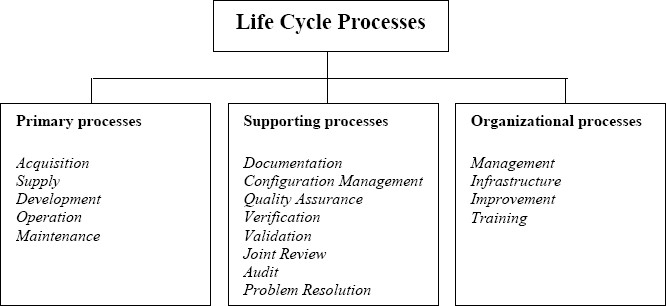 Life Cycle Processes
Primary processes
Acquisition
Supply
Development
Operation
Maintenance
Supporting processes
Documentation
Configuration Management
Quality Assurance
Verification
Validation
Joint Review
Audit
Problem Resolution
Organizational processes
Management
Infrastructure
Improvement
Training